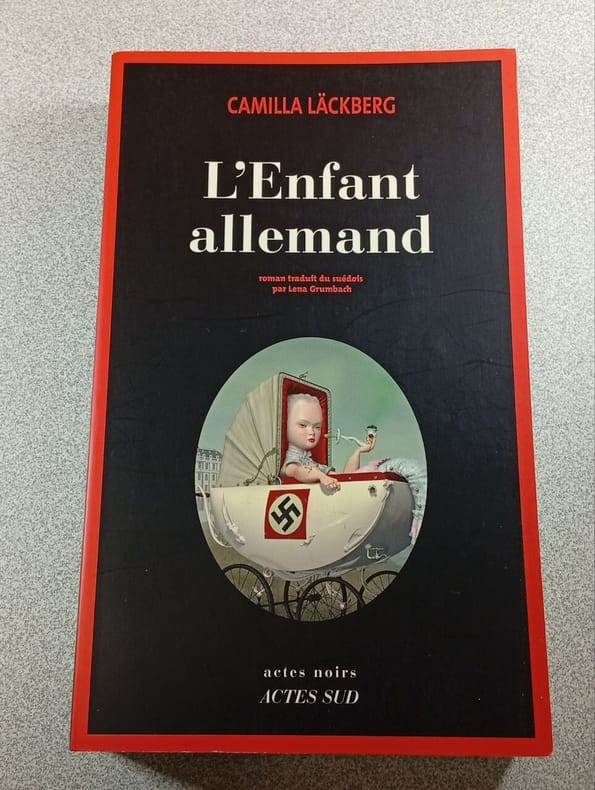 CAMILLA LÄCKBERG
L'Enfant
allemand
roman traduit du suédois
par Lena Grumbach
actes noirs
ACTES SUD